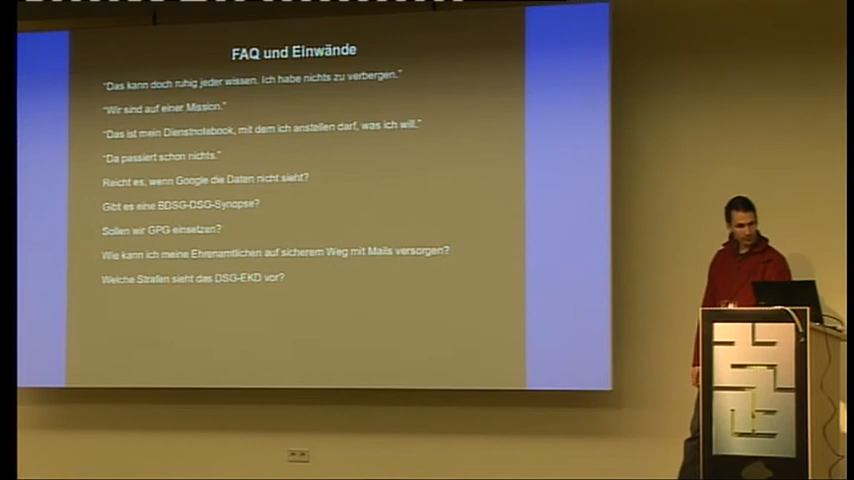 FAQ und Einwände
"Das kann doch ruhig jeder wissen. Ich habe nichts zu verbergen."
"Wir sind auf einer Mission."
"Das ist mein Dienstnotebook, mit dem ich anstellen darf, was ich will."
"Da passiert schon nichts."
Reicht es, wenn Google die Daten nicht sieht?
Gibt es eine BDSG-DSG-Synopse?
Sollen wir GPG einsetzen?
Wie kann ich meine Ehrenamtlichen auf sicherem Weg mit Mails versorgen?
Welche Strafen sieht das DSG-EKD vor?